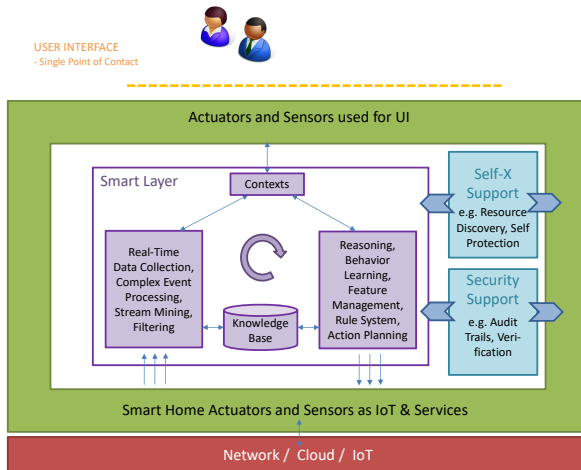 USER INTERFACE
- Single Point of Contact
Actuators and Sensors used for UI
Smart Layer
Contexts
Real-Time
Data Collection,
Complex Event
Processing,
Stream Mining,
Filtering
Knowledge
Base
Reasoning,
Behavior
Learning,
Feature
Management,
Rule System,
Action Planning
Self-X
Support
e.g. Resource
Discovery, Self
Protection
Security
Support
e.g. Audit
Trails, Veri-
fication
Smart Home Actuators and Sensors as IoT & Services
Network / Cloud / IoT